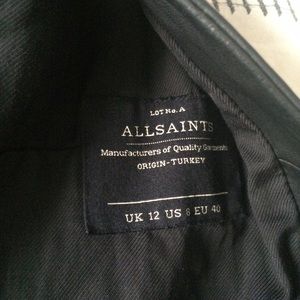 LOT No. A
ALLSAINTS
Manufacturers of Quality Garments
ORIGIN-TURKEY
UK 12 US 8 EU 40